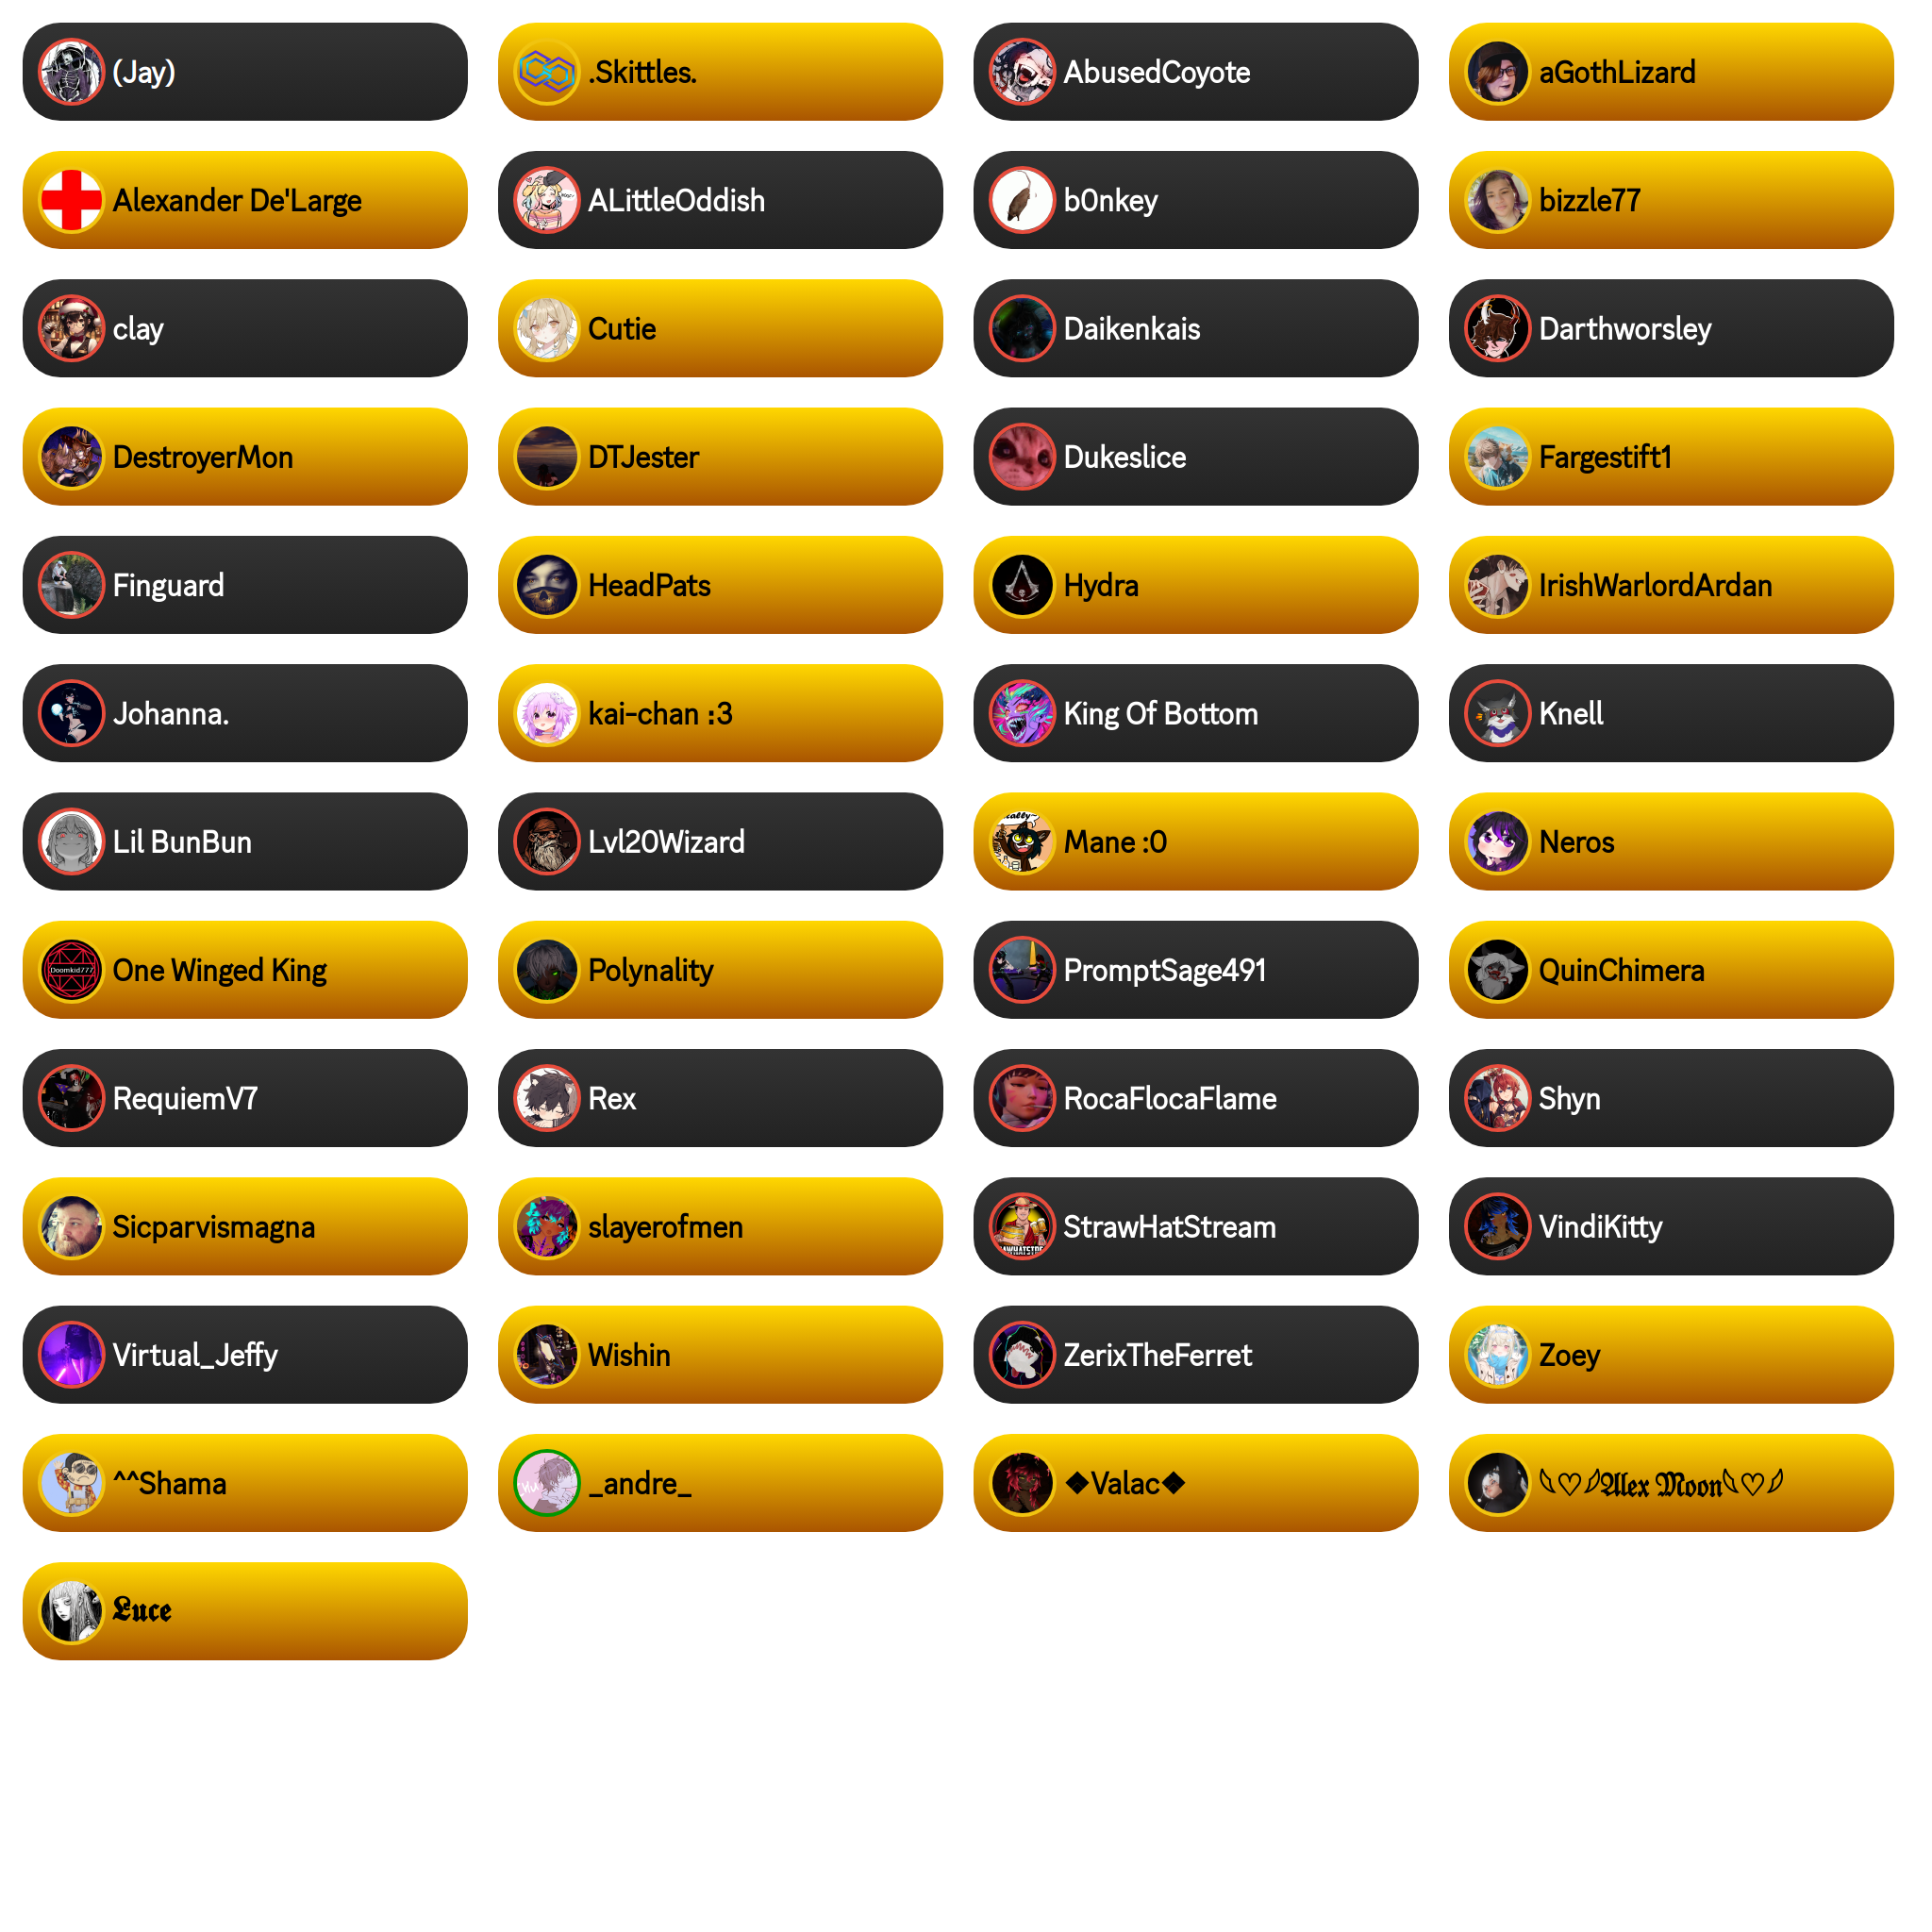 (Jay)
.Skittles.
AbusedCoyote
aGothLizard
Alexander De'Large
ALittleOddish
b0nkey
bizzle77
clay
Cutie
Daikenkais
Darthworsley
DestroyerMon
DTJester
Dukeslice
Fargestift1
Finguard
HeadPats
Hydra
IrishWarlordArdan
Johanna.
kai-chan :3
King Of Bottom
Knell
Lil BunBun
Lvl20Wizard
Mane :0
Neros
Doomkid777
One Winged King
Polynality
PromptSage491
QuinChimera
RequiemV7
Rex
RocaFlocaFlame
Shyn
Sicparvismagna
slayerofmen
StrawHatStream
VindiKitty
Virtual_Jeffy
Wishin
ZerixTheFerret
Zoey
^^Shama
_andre_
❖Valac❖
𓆩♡𓆪𝕬𝖑𝖊𝖝 𝕸𝖔𝖔𝖓𓆩♡𓆪
𝕷𝖚𝖈𝖊